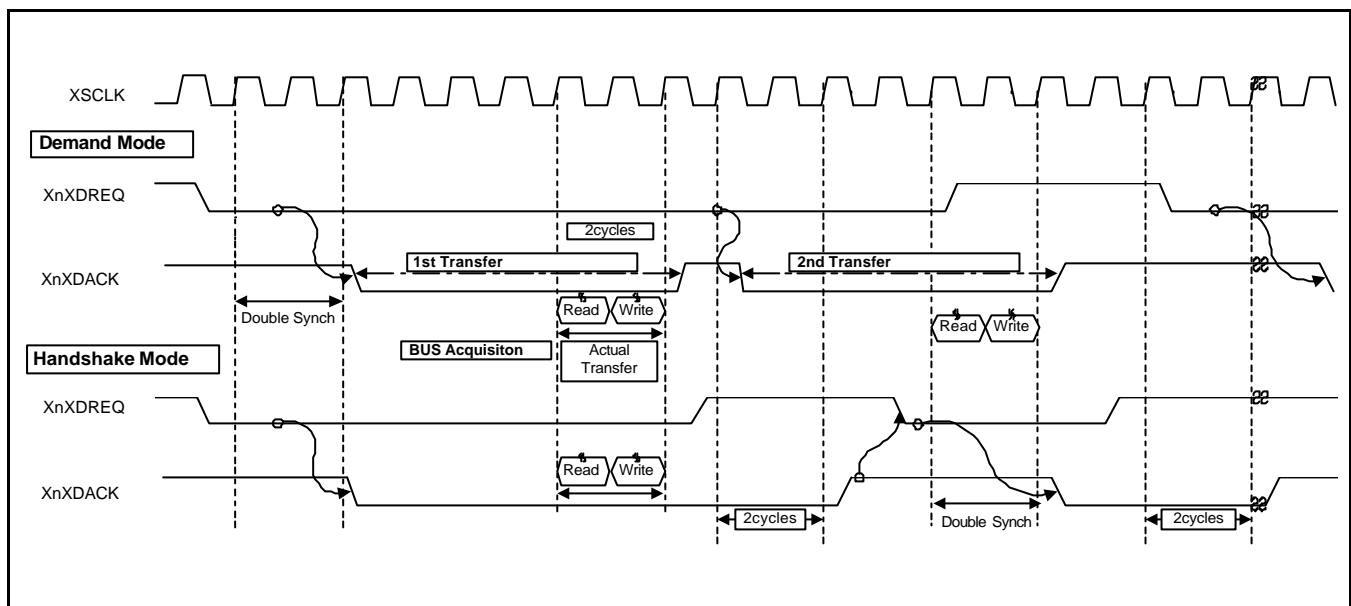 XSCLK
Demand Mode
XnXDREQ
2cycles
XnXDACK
1st Transfer
2nd Transfer
Double Synch
Read
Write
Read
Write
BUS Acquisiton
Actual
Transfer
Handshake Mode
XnXDREQ
Read
Write
XnXDACK
2cycles
Double Synch
2cycles